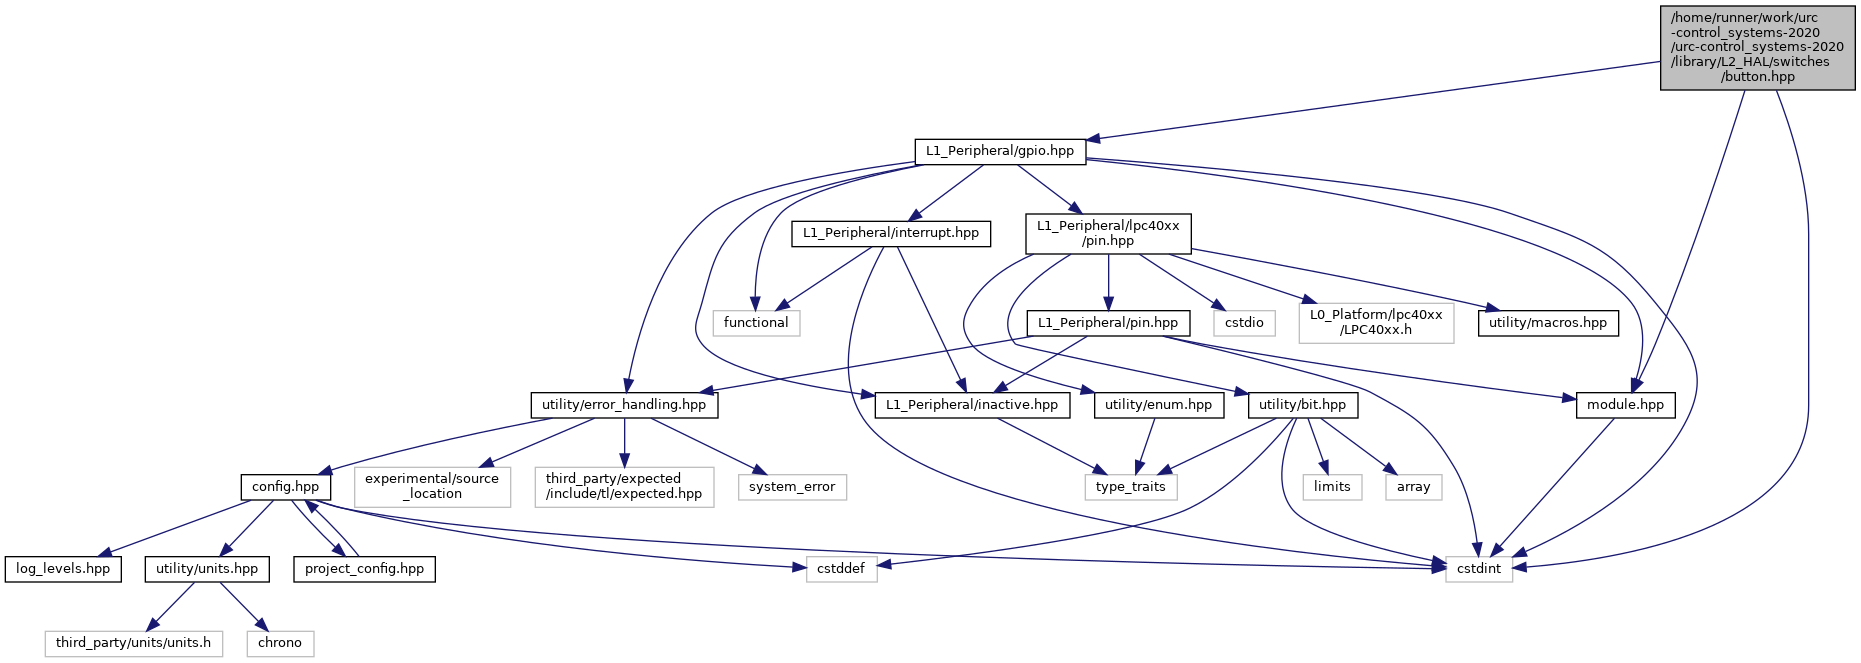 /home/runner/work/urc
-control_systems-2020
/urc-control_systems-2020
/library/L2_HAL/switches
/button.hpp
L1_Peripheral/gpio.hpp
L1_Peripheral/interrupt.hpp
L1_Peripheral/lpc40xx
/pin.hpp
functional
L1_Peripheral/pin.hpp
cstdio
L0_Platform/lpc40xx
/LPC40xx.h
utility/macros.hpp
utility/error_handling.hpp
L1_Peripheral/inactive.hpp
utility/enum.hpp
utility/bit.hpp
module.hpp
config.hpp
experimental/source
_location
third_party/expected
/include/tl/expected.hpp
system_error
type_traits
limits
array
log_levels.hpp
utility/units.hpp
project_config.hpp
cstddef
cstdint
third_party/units/units.h
chrono